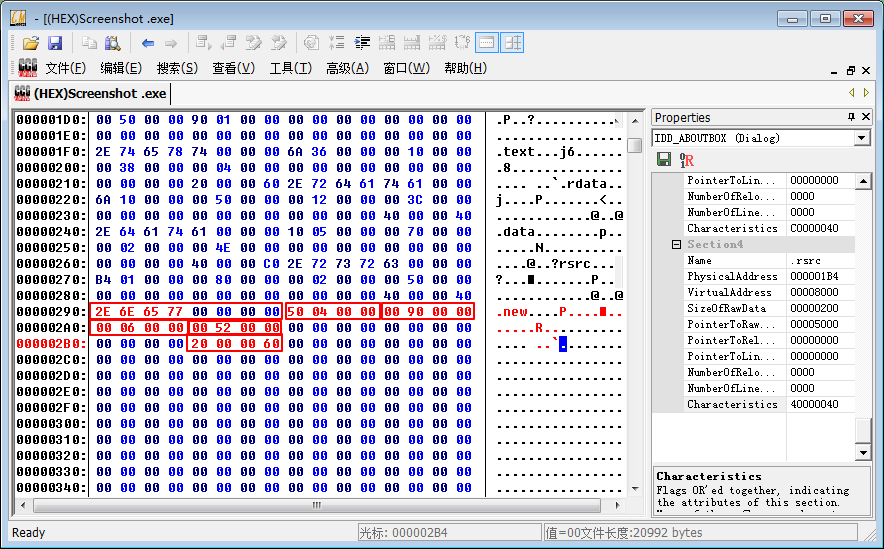 - [(HEX)Screenshot .exe]
文件(F) 编辑(E) 搜索(S) 查看(V) 工具(T) 高级(A) 窗口(W) 帮助(H)
(HEX)Screenshot .exe
000001D0: 00 50 00 00 90 01 00 00 00 00 00 00 00 00 00 00 .P..?...........
000001E0: 00 00 00 00 00 00 00 00 00 00 00 00 00 00 00 00 ................
000001F0: 2E 74 65 78 74 00 00 00 6A 36 00 00 00 10 00 00 .text...j6......
00000200: 00 38 00 00 00 04 00 00 00 00 00 00 00 00 00 00 .8..............
00000210: 00 00 00 00 20 00 00 60 2E 72 64 61 74 61 00 00 .... ..`.rdata..
00000220: 6A 10 00 00 00 50 00 00 00 12 00 00 00 3C 00 00 j....P.......<..
00000230: 00 00 00 00 00 00 00 00 00 00 00 00 40 00 00 40 ............@..@
00000240: 2E 64 61 74 61 00 00 00 10 05 00 00 00 70 00 00 .data........p..
00000250: 00 02 00 00 00 4E 00 00 00 00 00 00 00 00 00 00 .....N..........
00000260: 00 00 00 00 40 00 00 C0 2E 72 73 72 63 00 00 00 ....@..?rsrc...
00000270: B4 01 00 00 00 80 00 00 00 02 00 00 00 50 00 00 ?.......P..
00000280: 00 00 00 00 00 00 00 00 00 00 00 00 40 00 00 40 ............@..@
00000290: 2E 6E 65 77 00 00 00 00 50 04 00 00 00 90 00 00 .new....P.......
000002A0: 00 06 00 00 00 52 00 00 00 00 00 00 00 00 00 00 .....R..........
000002B0: 00 00 00 00 20 00 00 60 00 00 00 00 00 00 00 00 .... ..`.
000002C0: 00 00 00 00 00 00 00 00 00 00 00 00 00 00 00 00 ................
000002D0: 00 00 00 00 00 00 00 00 00 00 00 00 00 00 00 00 ................
000002E0: 00 00 00 00 00 00 00 00 00 00 00 00 00 00 00 00 ................
000002F0: 00 00 00 00 00 00 00 00 00 00 00 00 00 00 00 00 ................
00000300: 00 00 00 00 00 00 00 00 00 00 00 00 00 00 00 00 ................
00000310: 00 00 00 00 00 00 00 00 00 00 00 00 00 00 00 00 ................
00000320: 00 00 00 00 00 00 00 00 00 00 00 00 00 00 00 00 ................
00000330: 00 00 00 00 00 00 00 00 00 00 00 00 00 00 00 00 ................
00000340: 00 00 00 00 00 00 00 00 00 00 00 00 00 00 00 00 ................
Properties
IDD_ABOUTBOX (Dialog)
PointerToLin... 00000000
NumberOfRelo... 0000
NumberOfLine... 0000
Characteristics C0000040
Section4
Name .rsrc
PhysicalAddress 000001B4
VirtualAddress 00008000
SizeOfRawData 00000200
PointerToRaw... 00005000
PointerToRel... 00000000
PointerToLin... 00000000
NumberOfRelo... 0000
NumberOfLine... 0000
Characteristics 40000040
Characteristics
Flags OR'ed together, indicating
the attributes of this section.
Ready 光标: 000002B4 值=00文件长度:20992 bytes